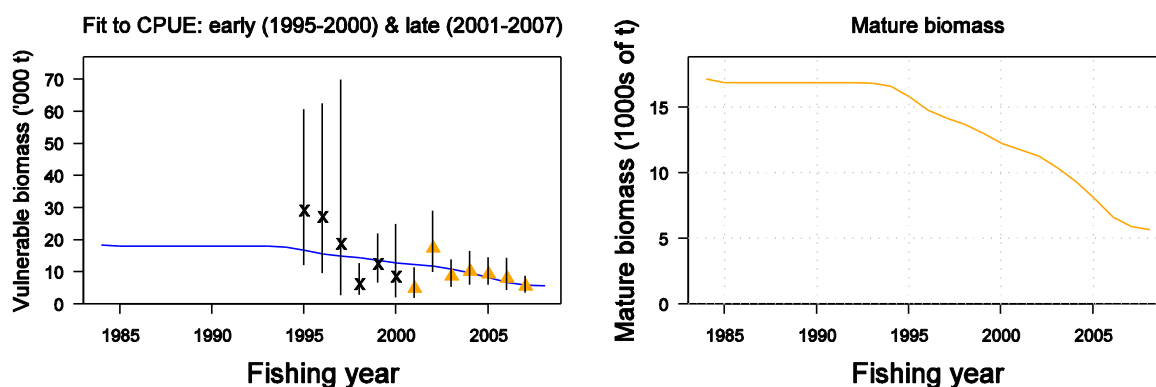 Fit to CPUE: early (1995-2000) & late (2001-2007)
Vulnerable biomass ('000 t)
70
60
50
40
30
20
10
0
1985 1990 1995 2000 2005
Fishing year
Mature biomass
Mature biomass (1000s of t)
15
10
5
0
1985 1990 1995 2000 2005
Fishing year